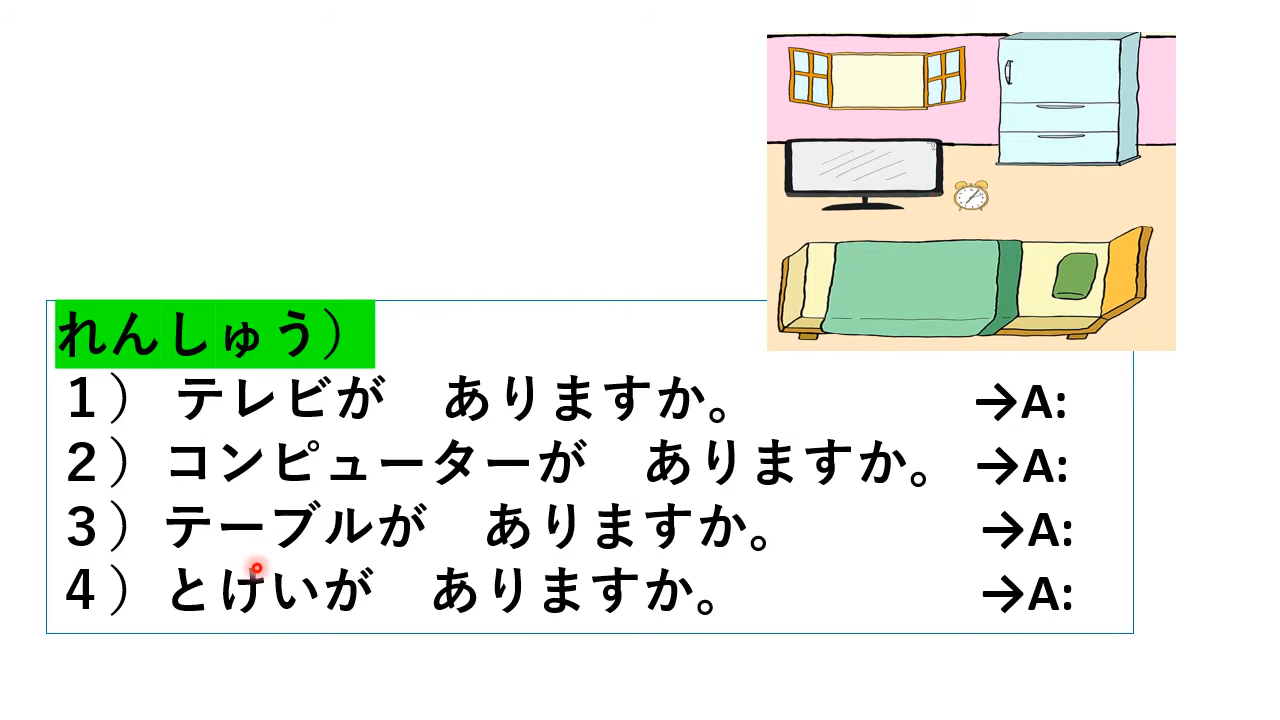 れんしゅう）
１） テレビが　ありますか。 →A:
２） コンピューターが　ありますか。 →A:
３） テーブルが　ありますか。 →A:
４） とけいが　ありますか。 →A: